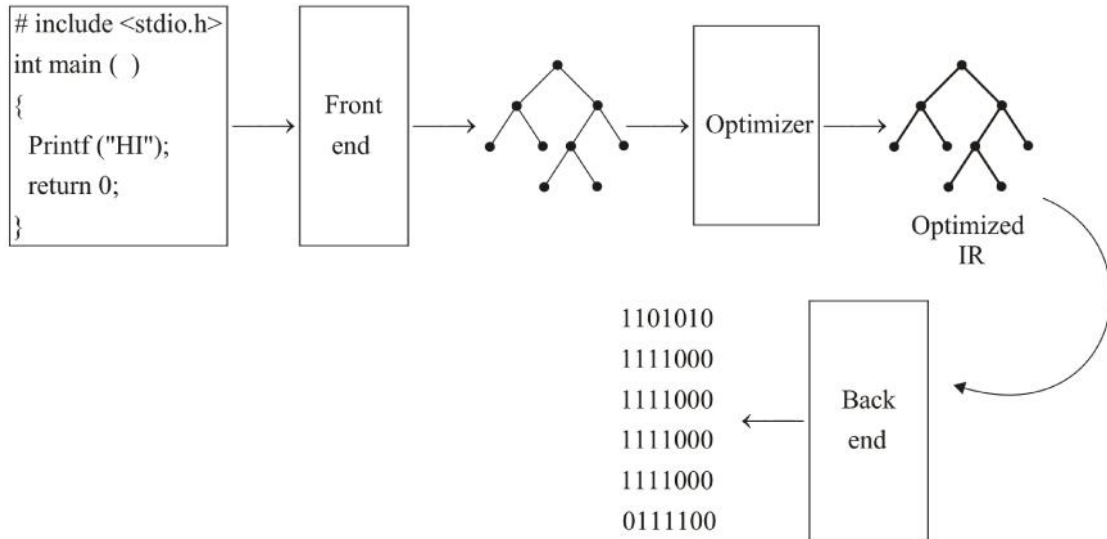 # include <stdio.h>
int main ( )
{
Printf ("HI");
return 0;
}
Front
end
Optimizer
Optimized
IR
Back
end
1101010
1111000
1111000
1111000
1111000
0111100